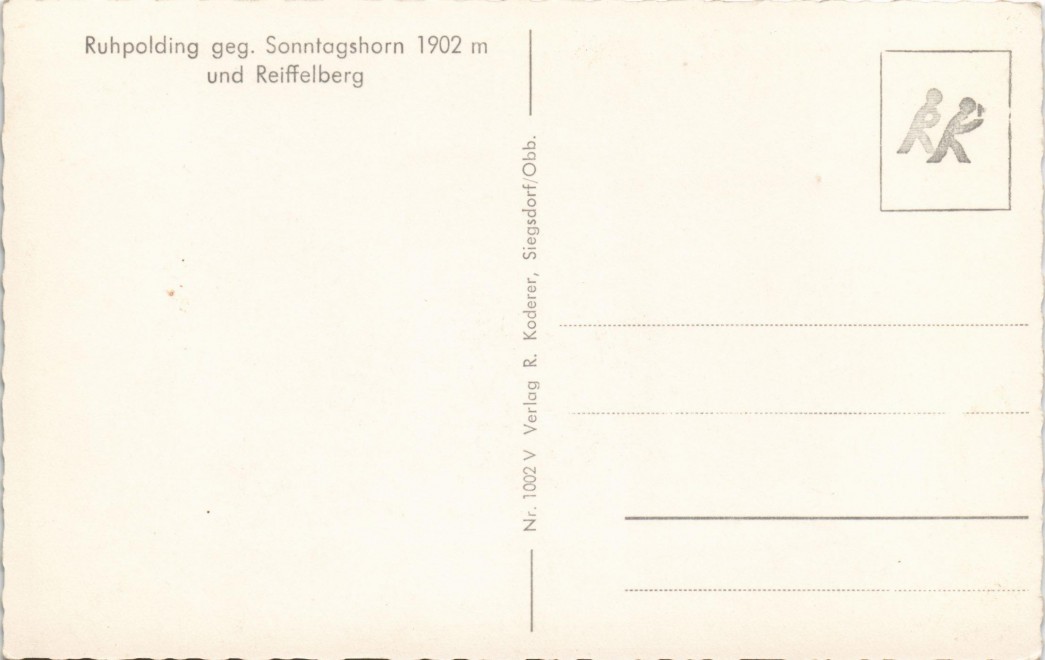 Ruhpolding geg. Sonntagshorn 1902 m
und Reiffelberg
Nr. 1002 V Verlag R. Koderer, Siegsdorf/Obb.